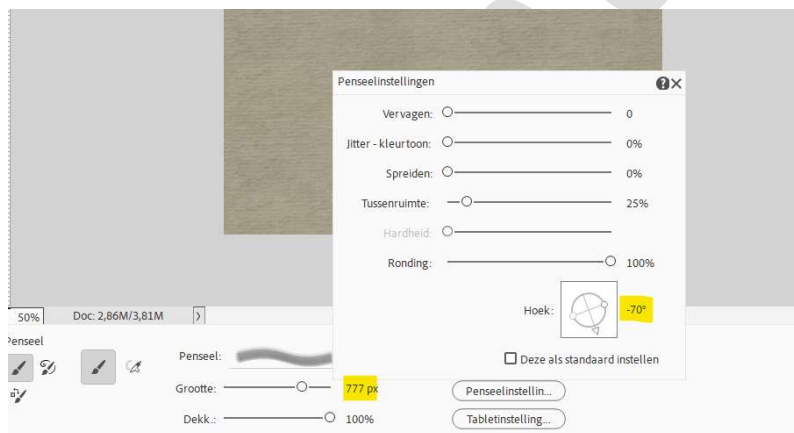 Penseelinstellingen
Vervagen: 0
Jitter - kleurtoon: 0%
Spreiden: 0%
Tussenruimte: 25%
Hardheid:
Ronding: 100%
Hoek: -70°
Deze als standaard instellen
50% Doc: 2,86M/3,81M
Penseel
Penseel:
Grootte: 777 px Penseelinstellin...
Dekk.: 100% Tabletinstelling...